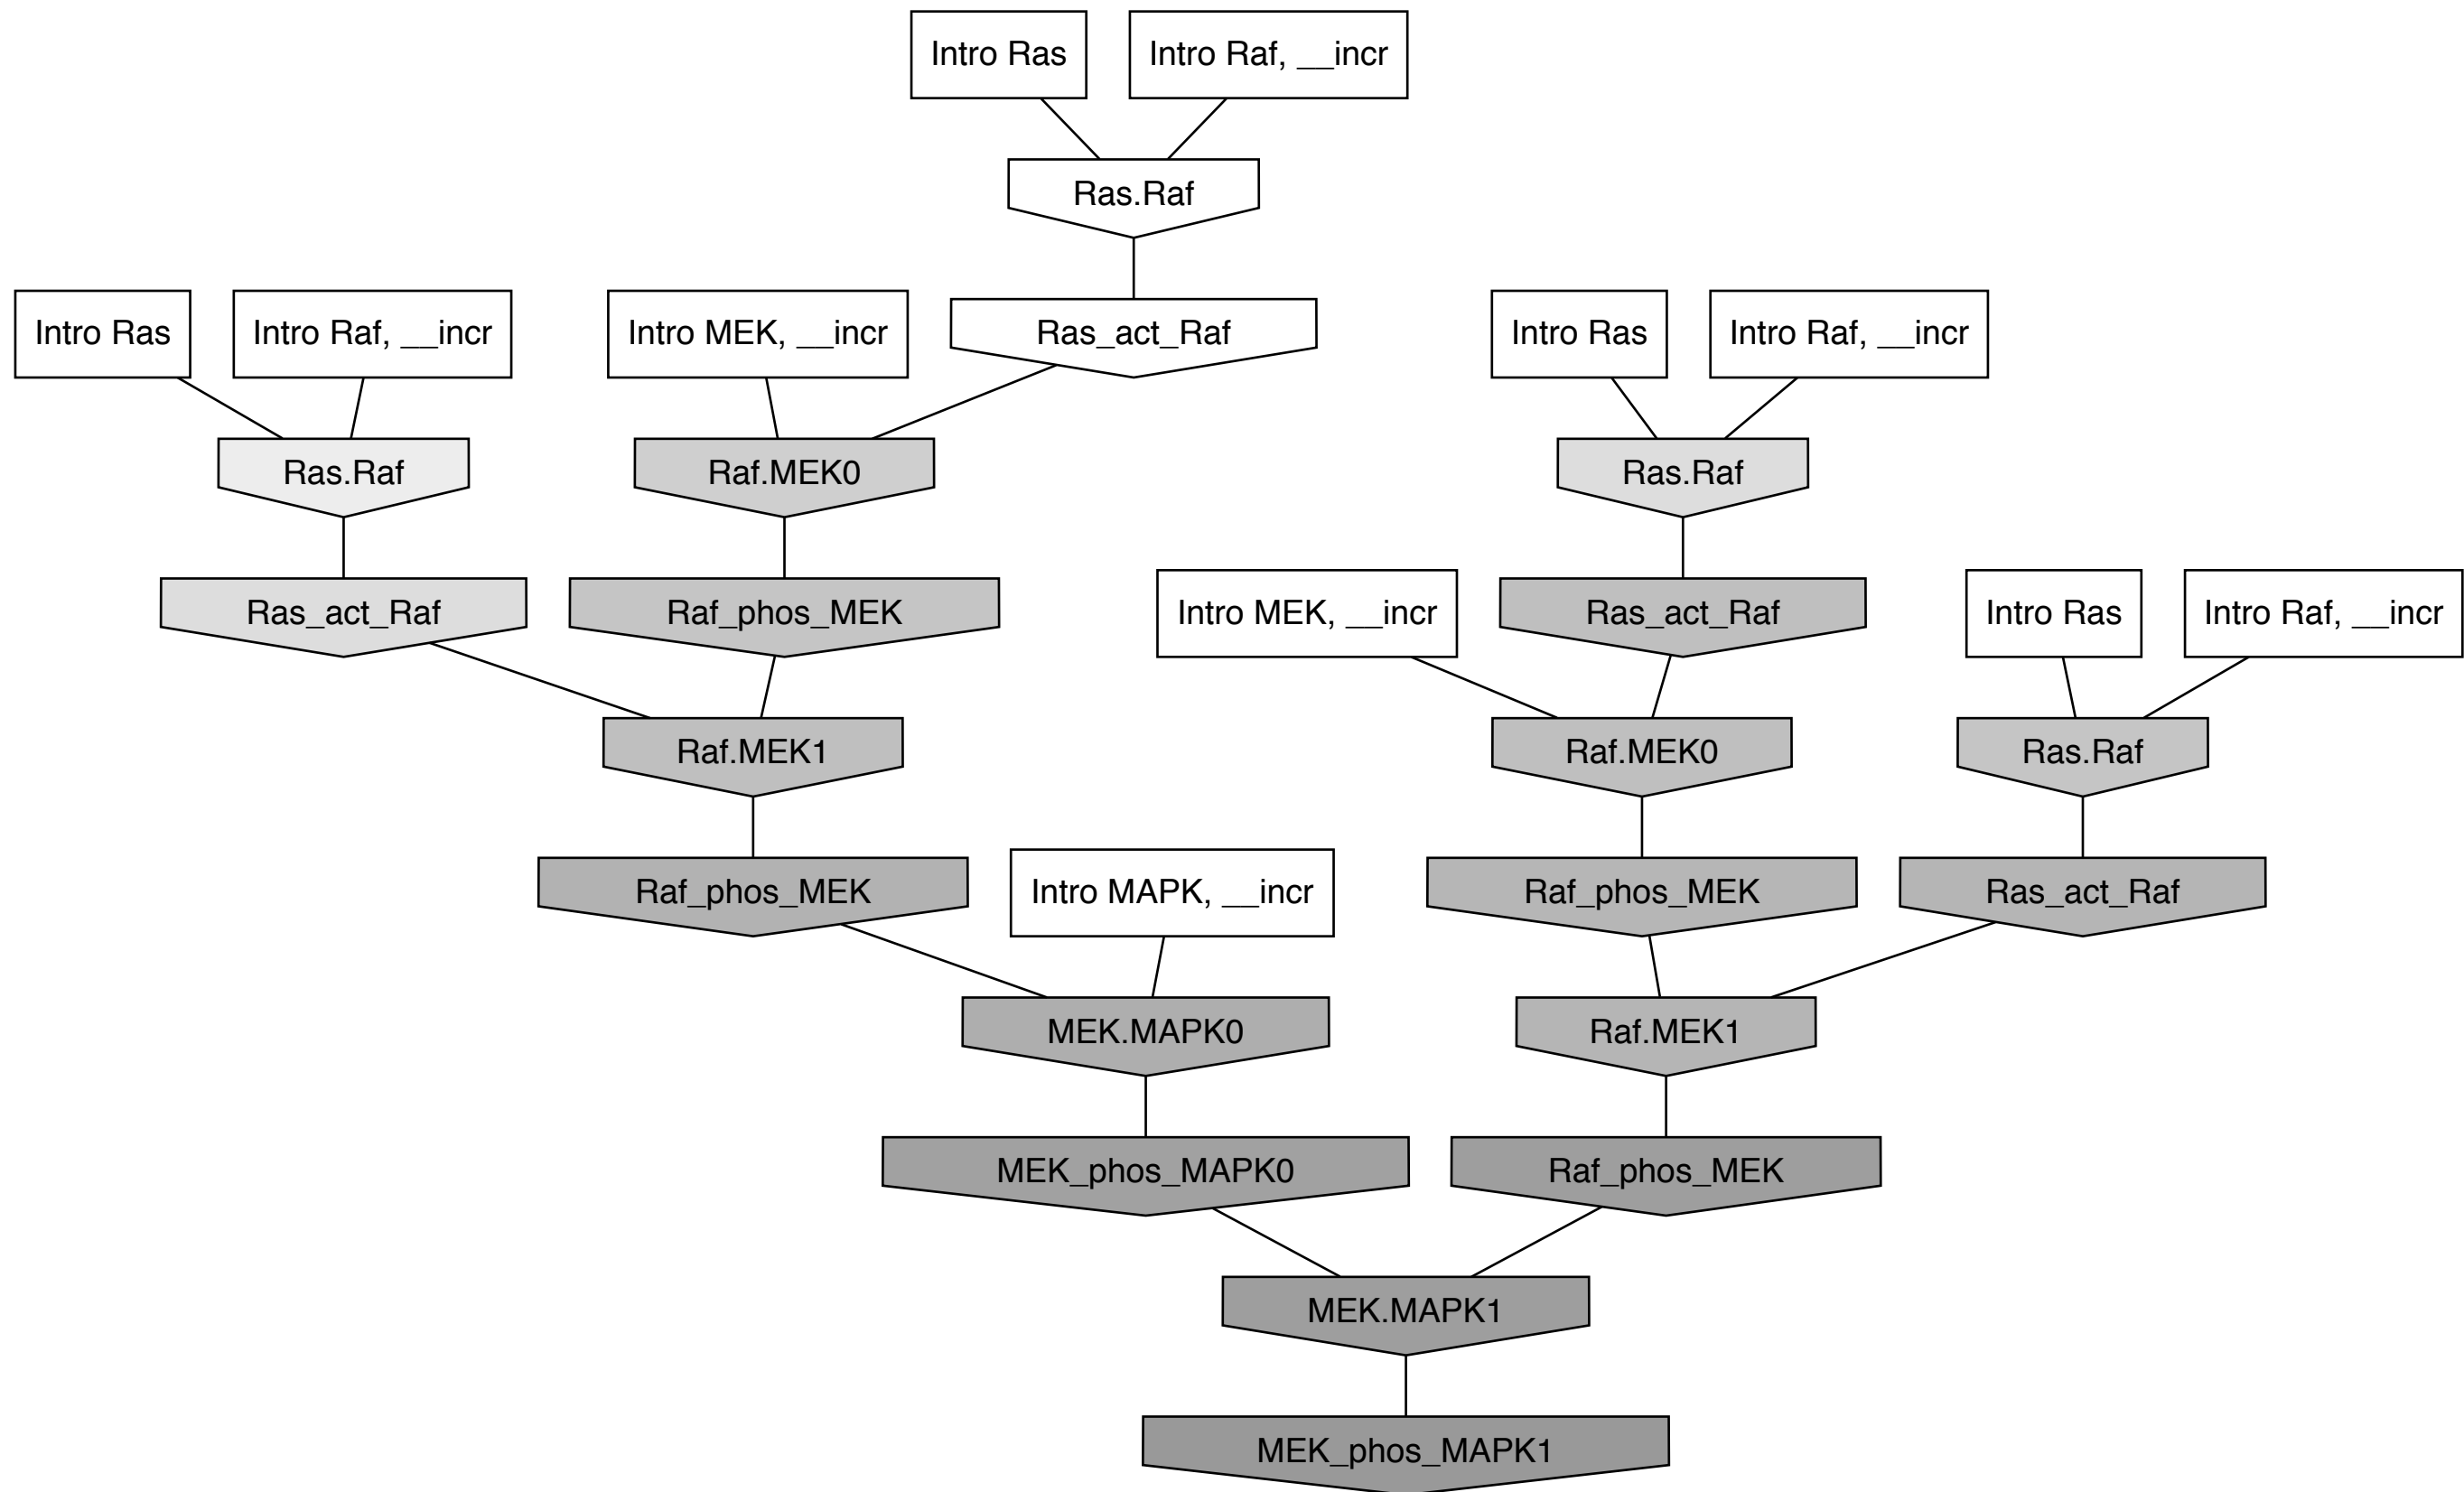 Intro Ras
Intro Raf, __incr
Ras.Raf
Intro Ras
Intro Raf, __incr
Intro MEK, __incr
Ras_act_Raf
Intro Ras
Intro Raf, __incr
Ras.Raf
Raf.MEK0
Ras.Raf
Ras_act_Raf
Raf_phos_MEK
Intro MEK, __incr
Ras_act_Raf
Intro Ras
Intro Raf, __incr
Raf.MEK1
Raf.MEK0
Ras.Raf
Raf_phos_MEK
Intro MAPK, __incr
Raf_phos_MEK
Ras_act_Raf
MEK.MAPK0
Raf.MEK1
MEK_phos_MAPK0
Raf_phos_MEK
MEK.MAPK1
MEK_phos_MAPK1